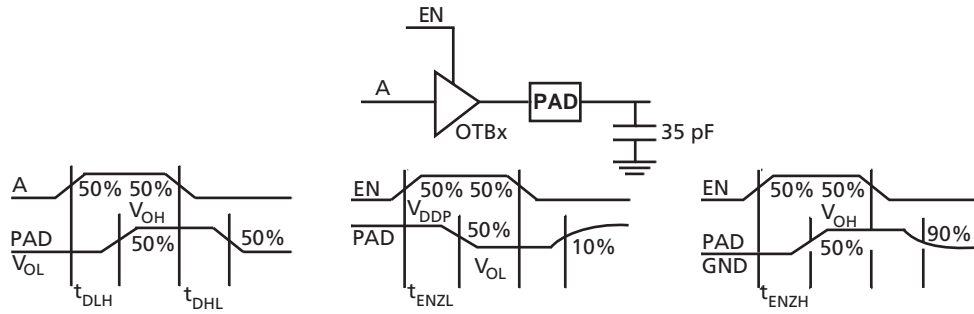 EN
A
PAD
OTBx
35 pF
A
50% 50%
VOH
PAD
50%
50%
VOL
tDLH
tDHL
EN
50% 50%
VDDP
PAD
50%
VOL
10%
tENZL
EN
50% 50%
VOH
PAD
50%
90%
GND
tENZH